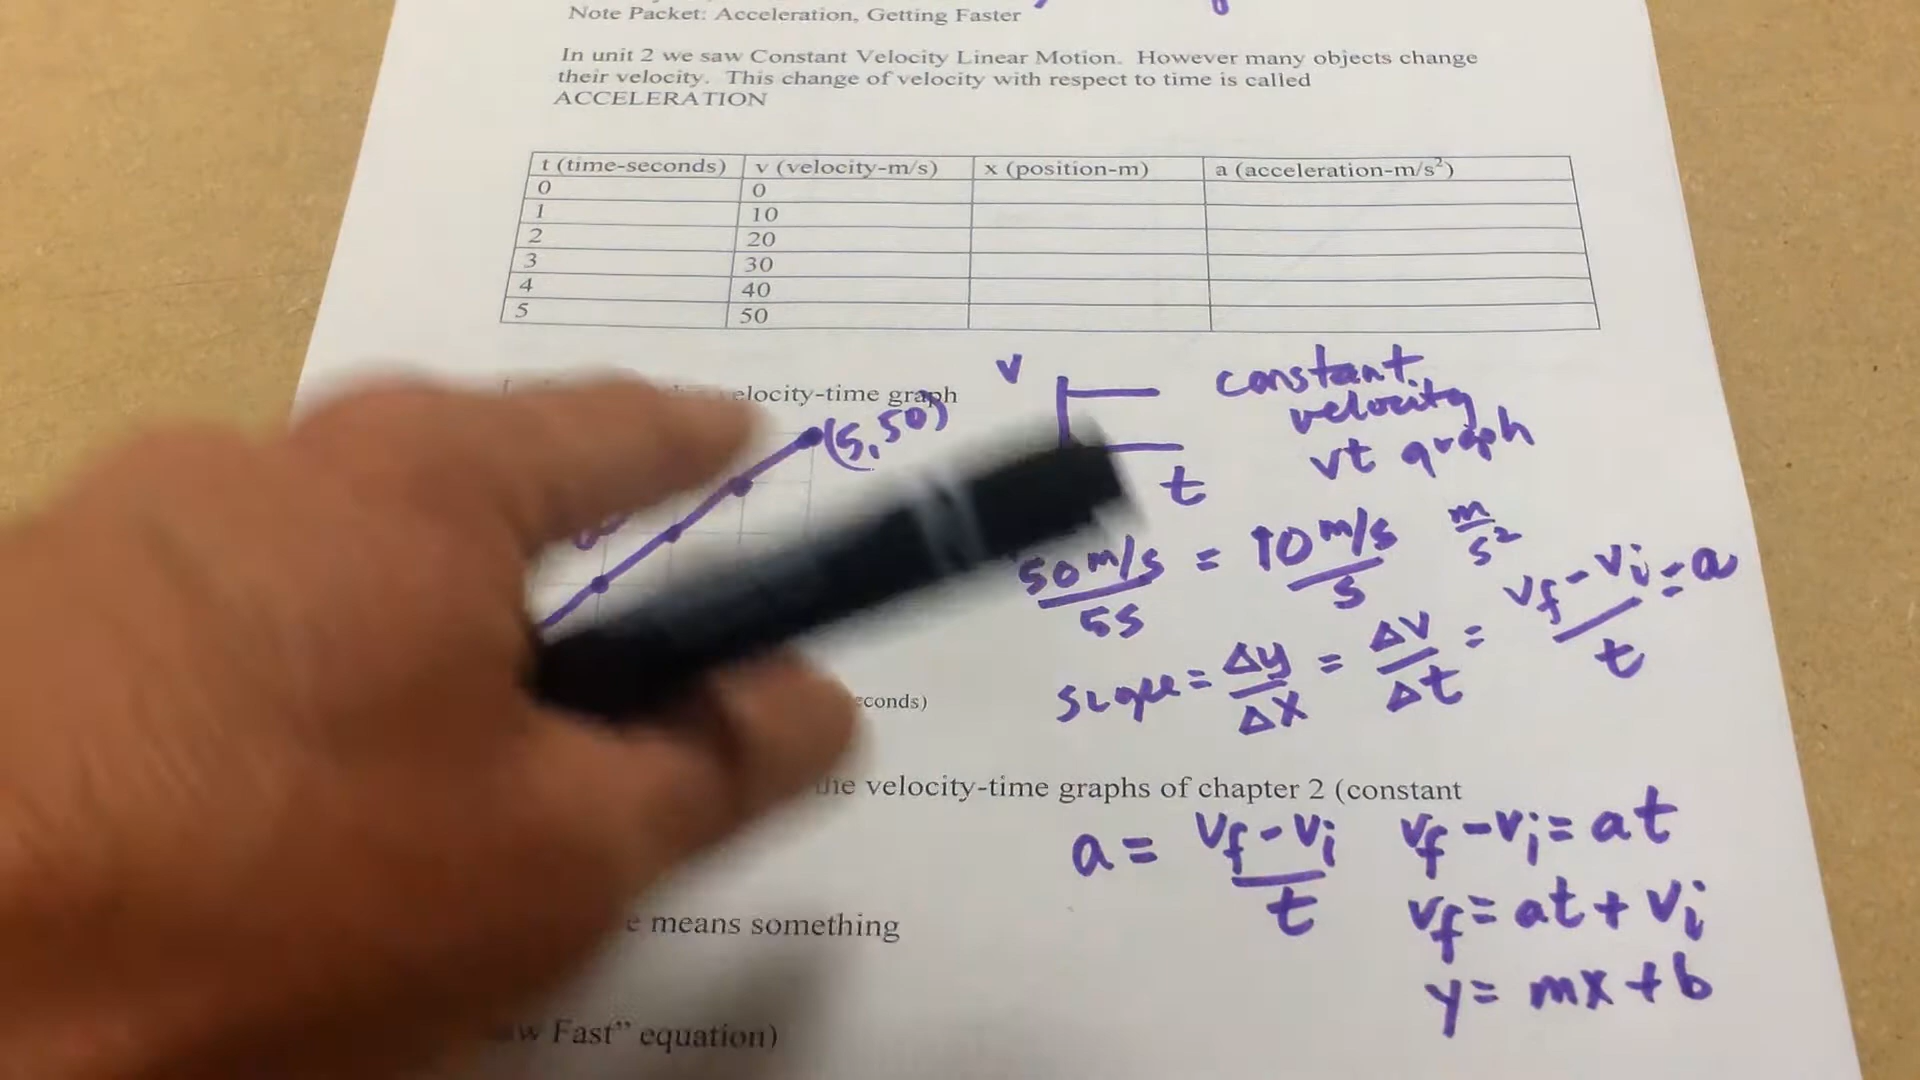 Note Packet: Acceleration, Getting Faster
In unit 2 we saw Constant Velocity Linear Motion. However many objects change
their velocity. This change of velocity with respect to time is called
ACCELERATION
t (time-seconds) v (velocity-m/s) x (position-m) a (acceleration-m/s²)
0 0
1 10
2 20
3 30
4 40
5 50
elocity-time graph
(5,50)
v
t
constant
velocity
vt graph
50 m/s / 5s = 10 m/s / s m/s²
slope = Δy/Δx = Δv/Δt = vf - vi / t = a
econds)
the velocity-time graphs of chapter 2 (constant
a = vf - vi / t
vf - vi = at
vf = at + vi
y = mx + b
e means something
w Fast” equation)